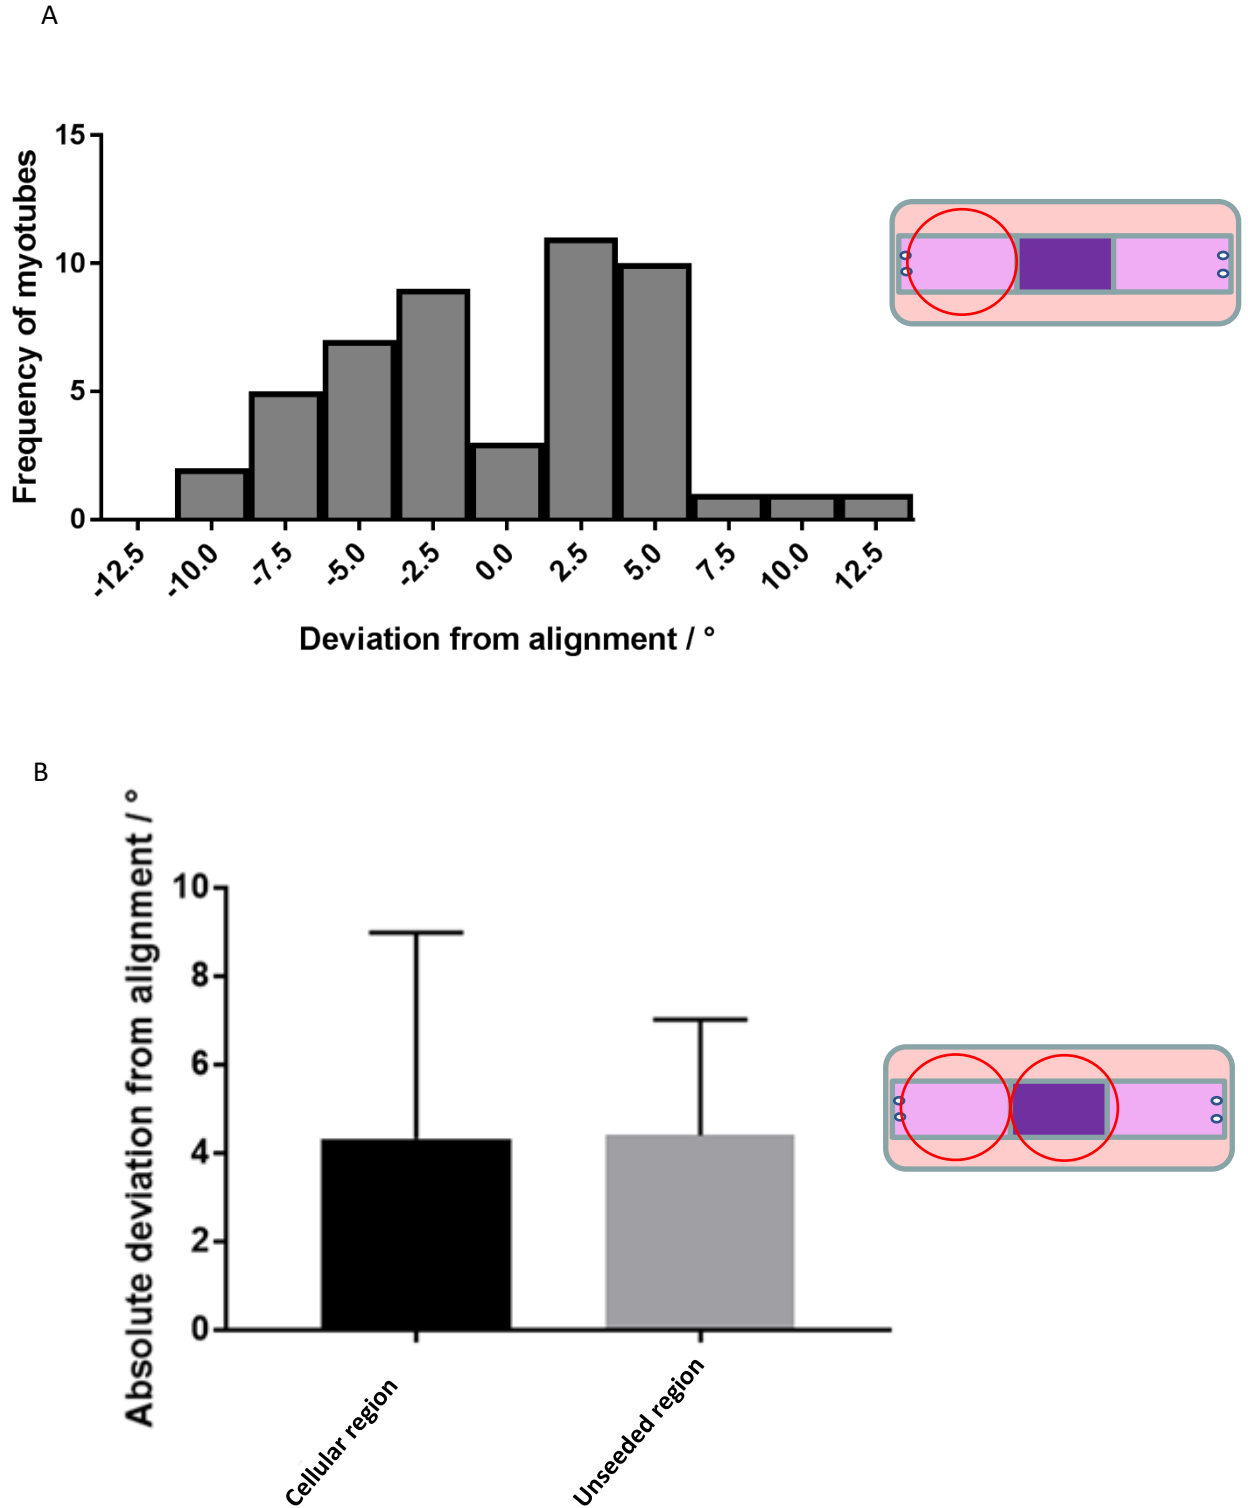 A
Frequency of myotubes
15
10
5
0
-12.5 -10.0 -7.5 -5.0 -2.5 0.0 2.5 5.0 7.5 10.0 12.5
Deviation from alignment / °
B
Absolute deviation from alignment / °
10
8
6
4
2
0
Cellular region
Unseeded region